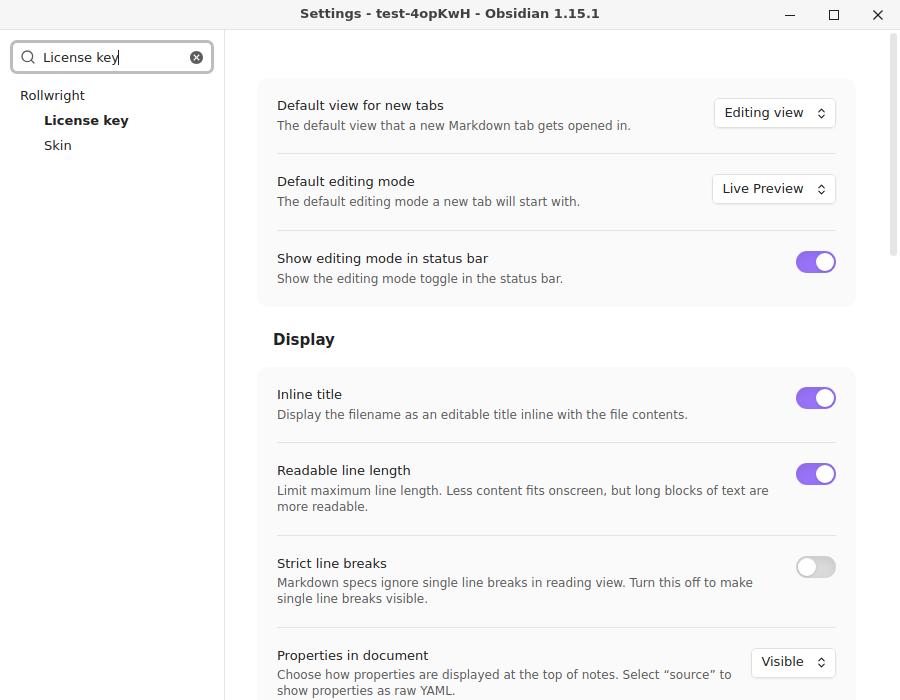 Settings - test-4opKwH - Obsidian 1.15.1
License key
Rollwright
License key
Skin
Default view for new tabs
The default view that a new Markdown tab gets opened in.
Editing view
Default editing mode
The default editing mode a new tab will start with.
Live Preview
Show editing mode in status bar
Show the editing mode toggle in the status bar.
Display
Inline title
Display the filename as an editable title inline with the file contents.
Readable line length
Limit maximum line length. Less content fits onscreen, but long blocks of text are
more readable.
Strict line breaks
Markdown specs ignore single line breaks in reading view. Turn this off to make
single line breaks visible.
Properties in document
Choose how properties are displayed at the top of notes. Select “source” to
show properties as raw YAML.
Visible